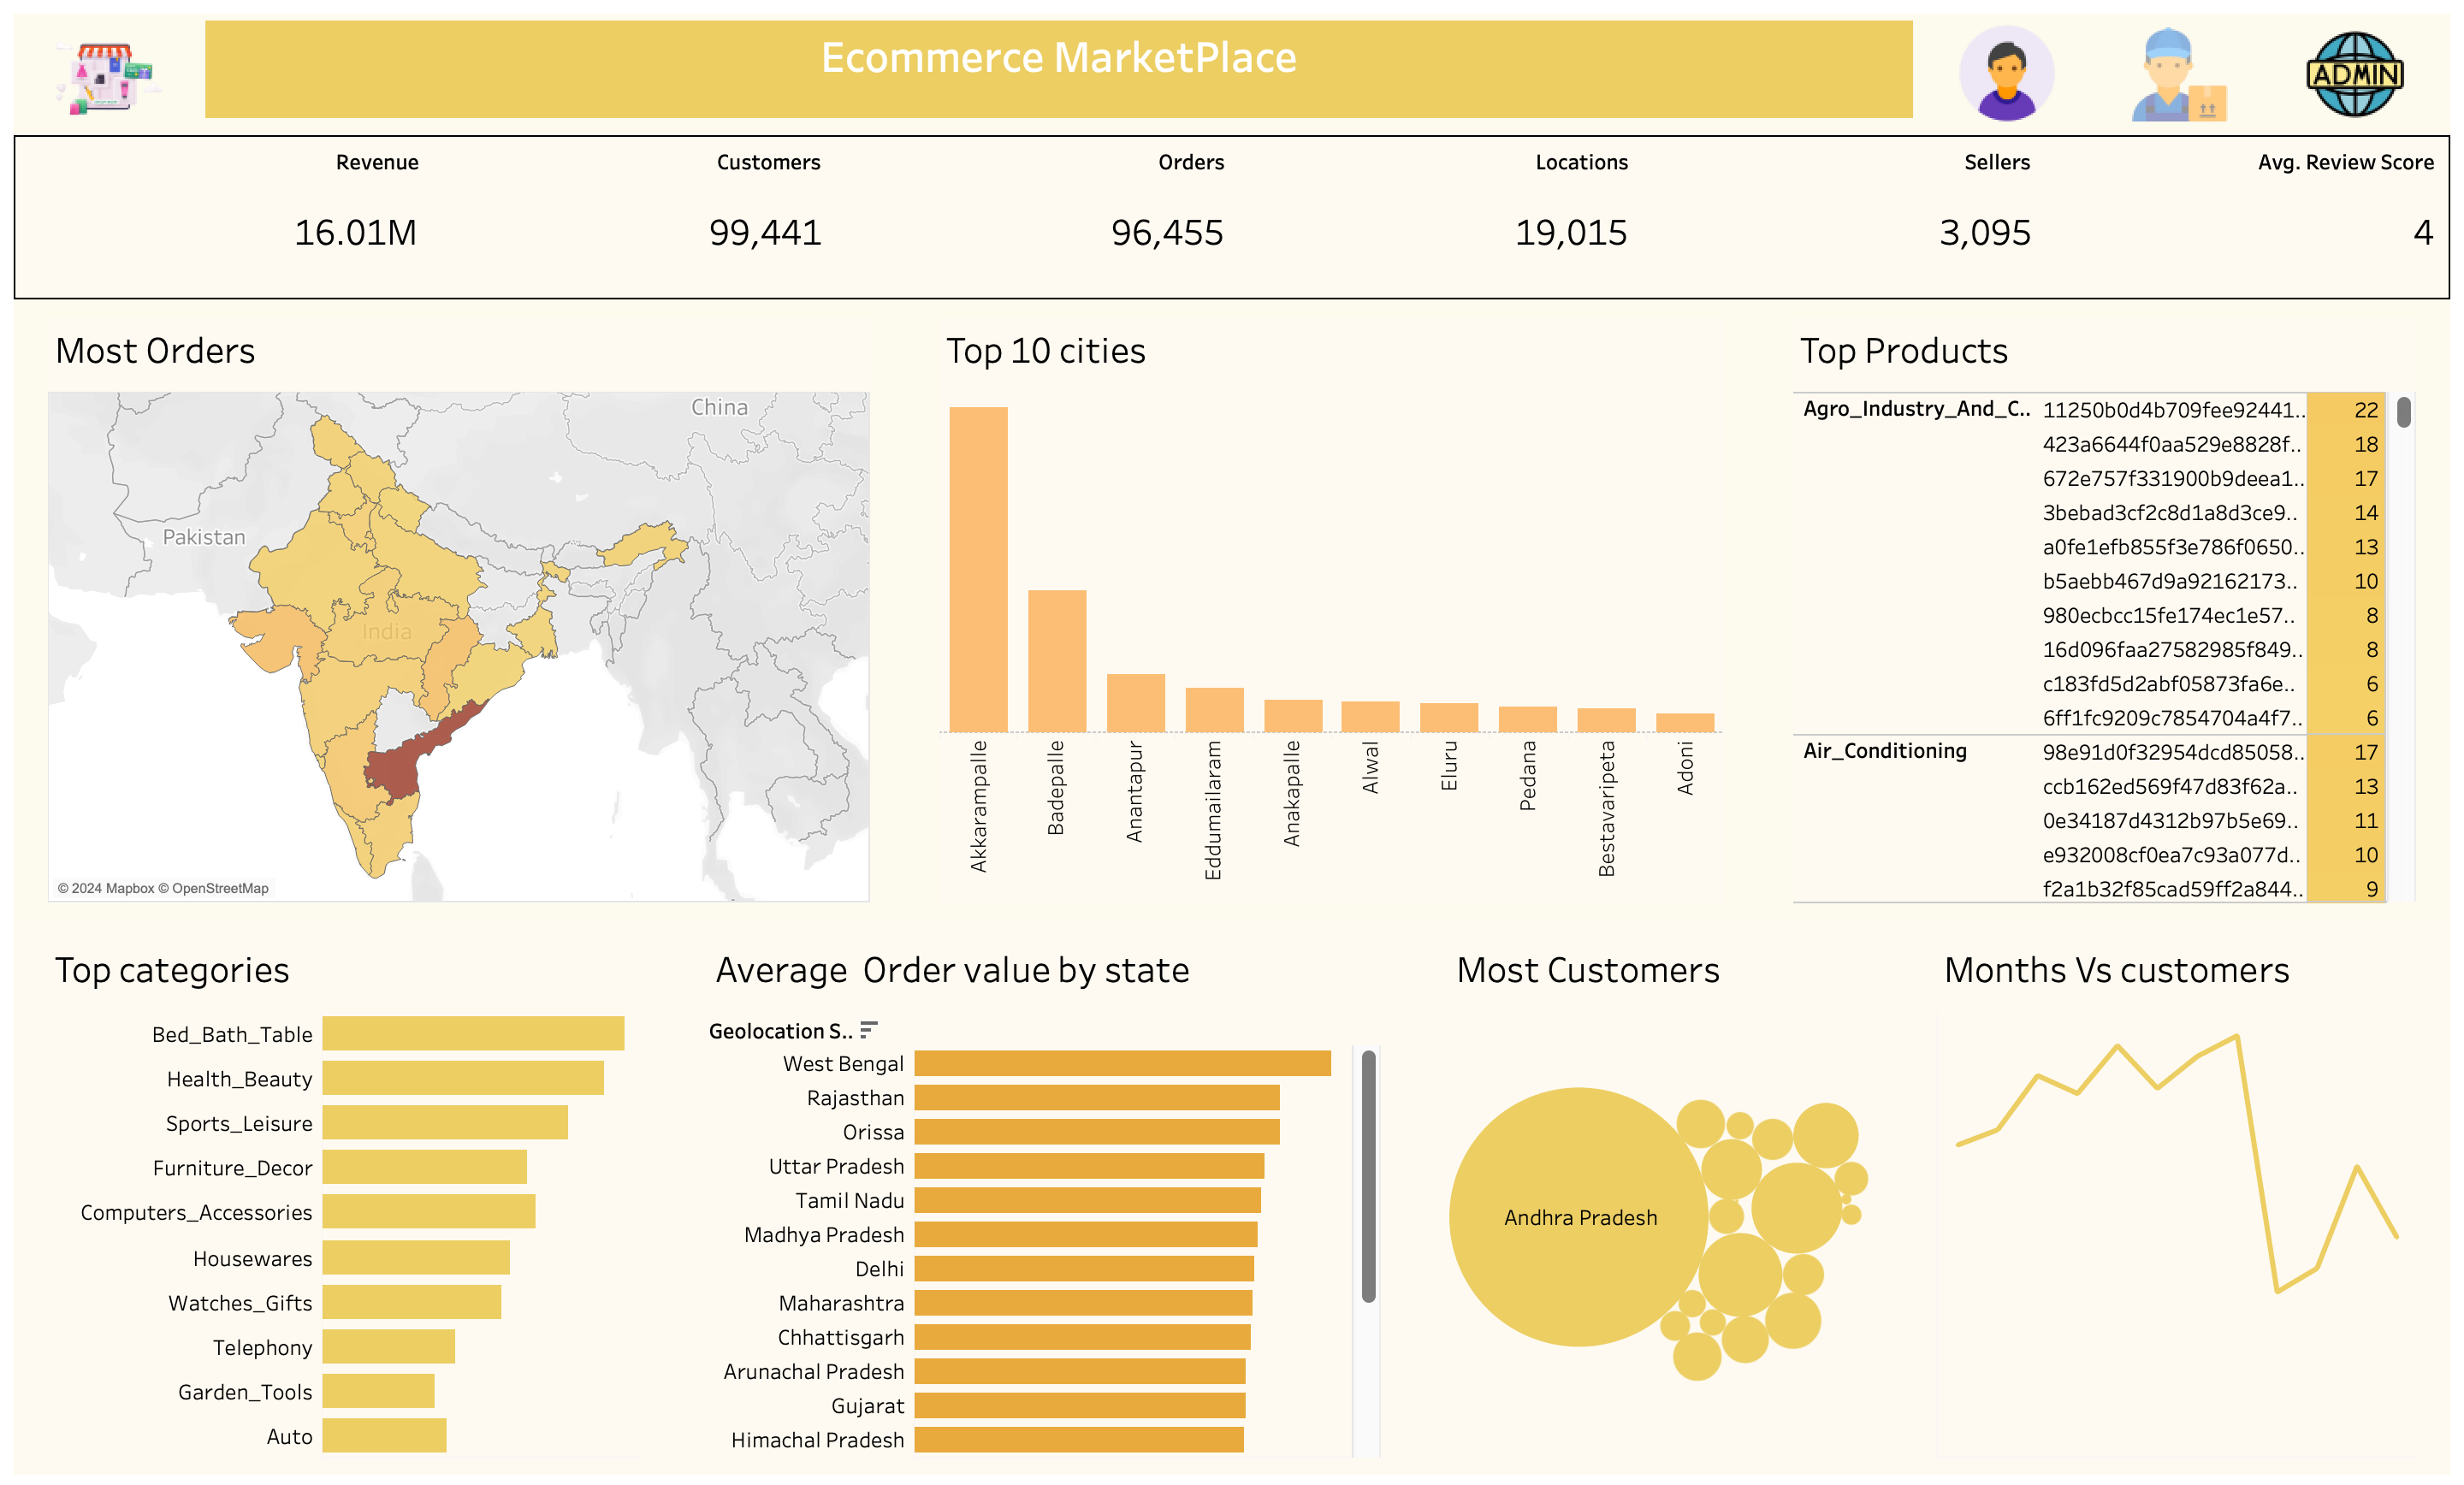 Ecommerce MarketPlace
ADMIN
Revenue Customers Orders Locations Sellers Avg. Review Score
16.01M 99,441 96,455 19,015 3,095 4
Most Orders
China
Pakistan
India
© 2024 Mapbox © OpenStreetMap
Top 10 cities
Akkarampalle
Badepalle
Anantapur
Eddumailaram
Anakapalle
Alwal
Eluru
Pedana
Bestavaripeta
Adoni
Top Products
Agro_Industry_And_C.. 11250b0d4b709fee92441.. 22
423a6644f0aa529e8828f.. 18
672e757f331900b9deea1.. 17
3bebad3cf2c8d1a8d3ce9.. 14
a0fe1efb855f3e786f0650.. 13
b5aebb467d9a92162173.. 10
980ecbcc15fe174ec1e57.. 8
16d096faa27582985f849.. 8
c183fd5d2abf05873fa6e.. 6
6ff1fc9209c7854704a4f7.. 6
Air_Conditioning 98e91d0f32954dcd85058.. 17
ccb162ed569f47d83f62a.. 13
0e34187d4312b97b5e69.. 11
e932008cf0ea7c93a077d.. 10
f2a1b32f85cad59ff2a844.. 9
Top categories
Bed_Bath_Table
Health_Beauty
Sports_Leisure
Furniture_Decor
Computers_Accessories
Housewares
Watches_Gifts
Telephony
Garden_Tools
Auto
Average Order value by state
Geolocation S..
West Bengal
Rajasthan
Orissa
Uttar Pradesh
Tamil Nadu
Madhya Pradesh
Delhi
Maharashtra
Chhattisgarh
Arunachal Pradesh
Gujarat
Himachal Pradesh
Most Customers
Andhra Pradesh
Months Vs customers